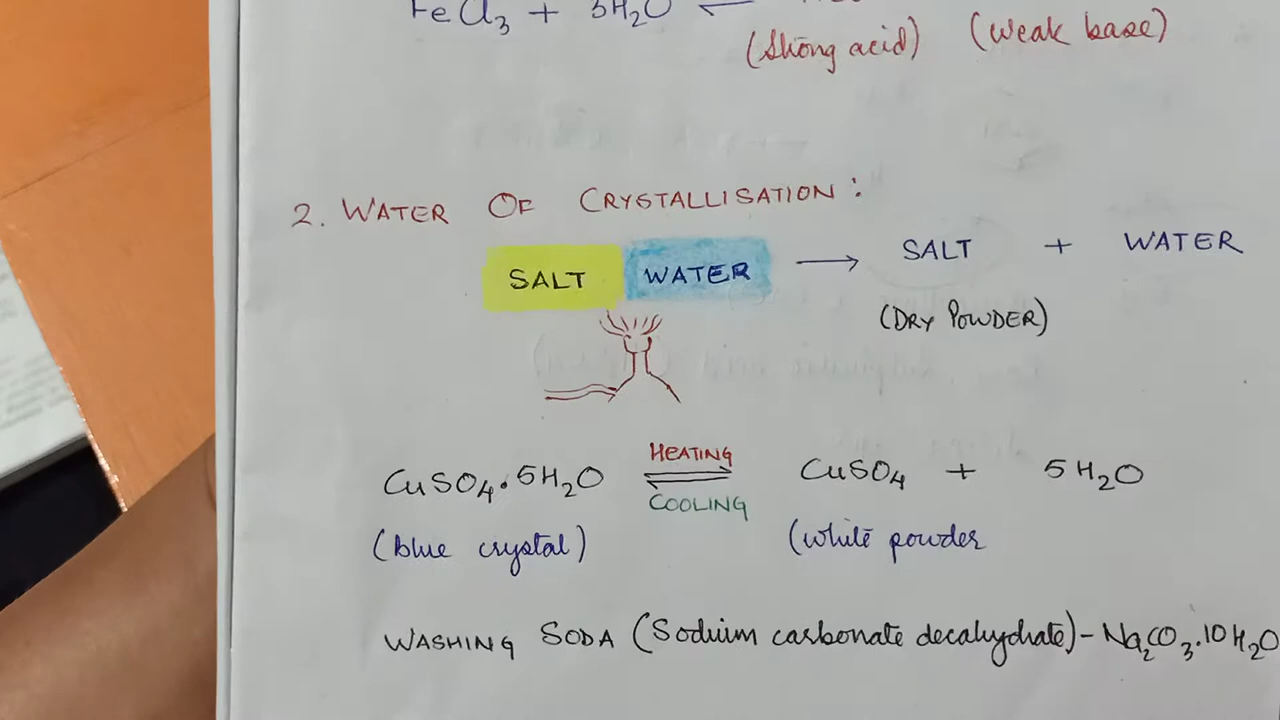 FeCl3 + 3H2O ⇌
(Strong acid) (Weak base)
2. WATER OF CRYSTALLISATION :
SALT WATER → SALT + WATER
(DRY POWDER)
HEATING
CuSO4.5H2O ⇌ CuSO4 + 5H2O
COOLING
(blue crystal) (white powder
WASHING SODA (Sodium carbonate decahydrate) - Na2CO3.10H2O